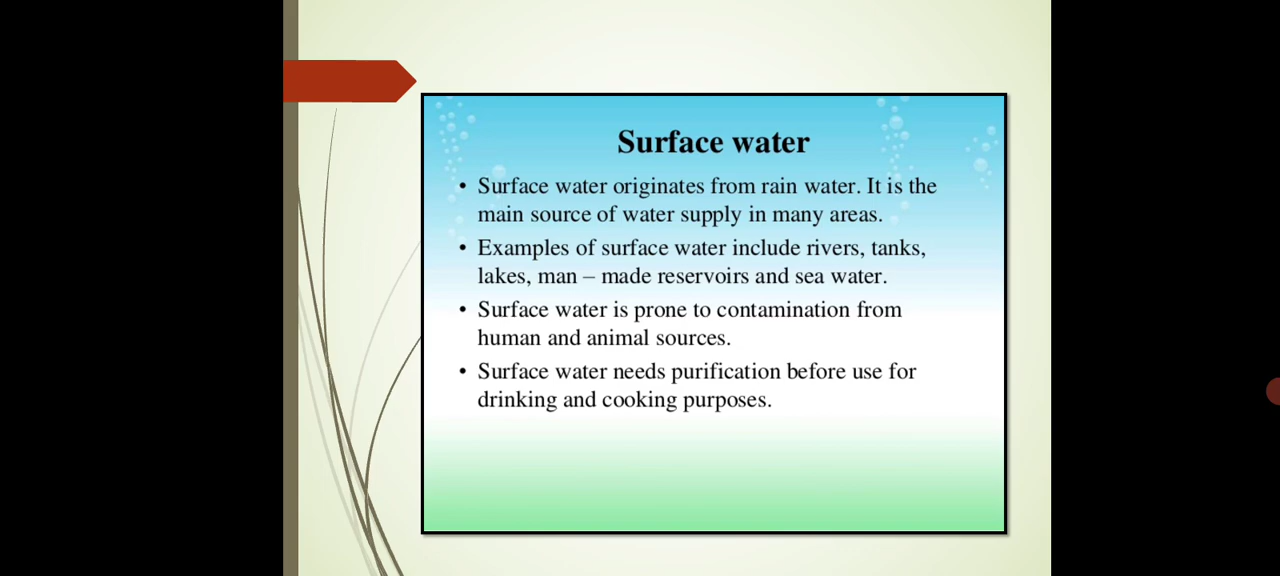 Surface water
• Surface water originates from rain water. It is the
main source of water supply in many areas.
• Examples of surface water include rivers, tanks,
lakes, man – made reservoirs and sea water.
• Surface water is prone to contamination from
human and animal sources.
• Surface water needs purification before use for
drinking and cooking purposes.